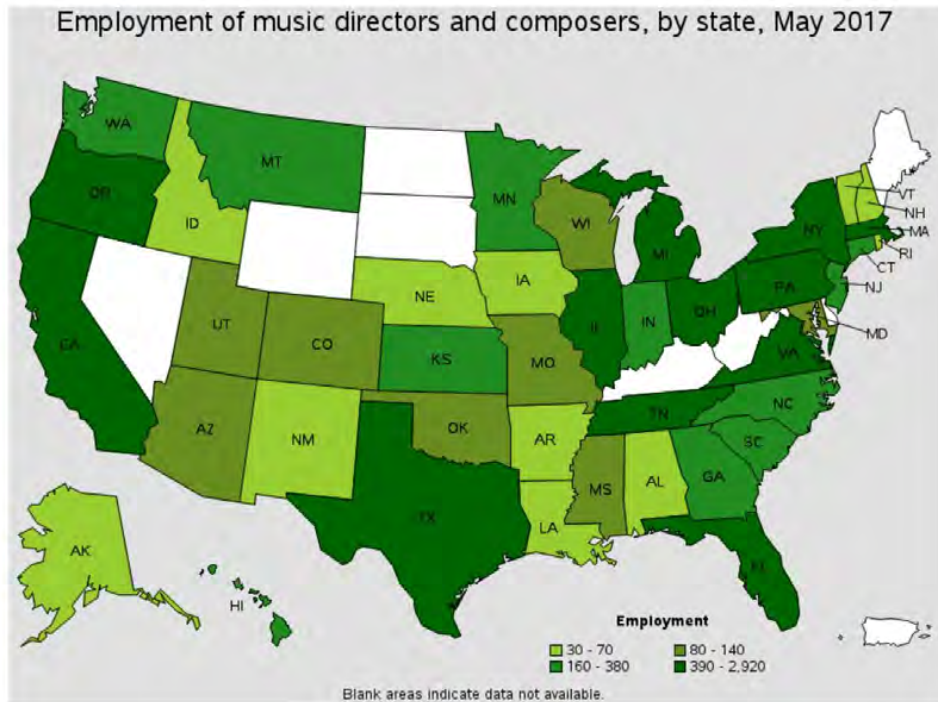 Employment of music directors and composers, by state, May 2017
WA
MT
MN
OR
ID
WI
VT
NH
NY
MA
MI
RI
CT
IA
NE
PA
NJ
IL
IN
OH
UT
CO
MD
CA
KS
MO
VA
TN
NC
AZ
NM
OK
AR
SC
MS
AL
GA
TX
LA
FL
AK
HI
Employment
30 - 70
80 - 140
160 - 380
390 - 2,920
Blank areas indicate data not available.